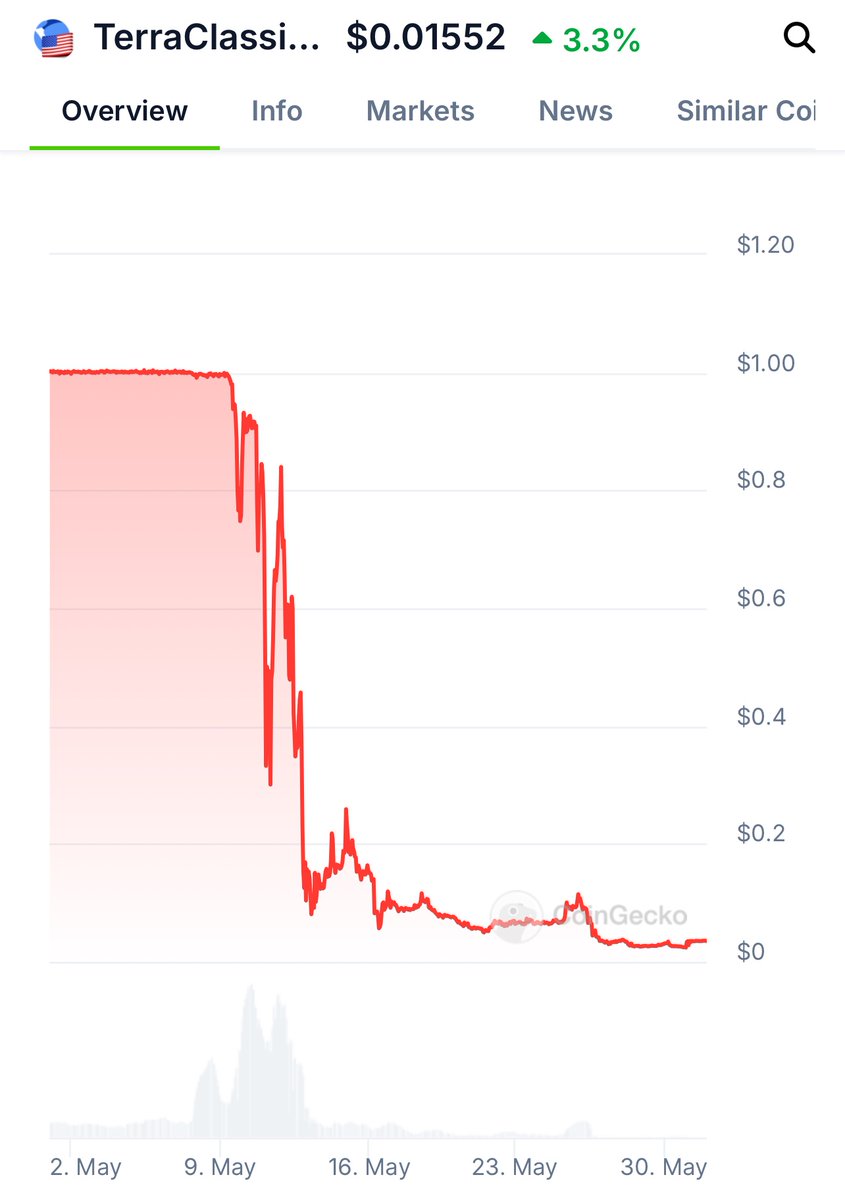 TerraClassi... $0.01552 ▲ 3.3%
Overview Info Markets News Similar Coi
$1.20
$1.00
$0.8
$0.6
$0.4
$0.2
CoinGecko
$0
2. May 9. May 16. May 23. May 30. May